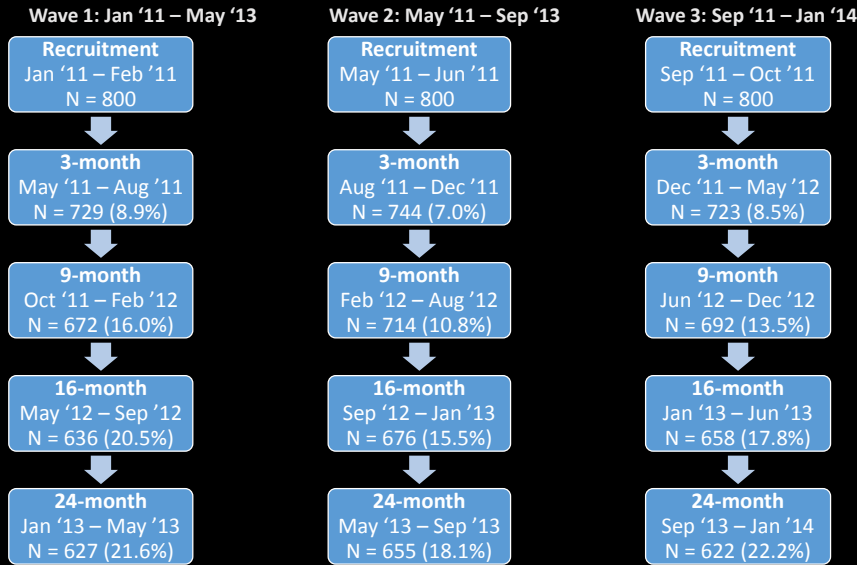 Wave 1: Jan ‘11 – May ‘13
Recruitment
Jan ‘11 – Feb ’11
N = 800
3-month
May ‘11 – Aug ’11
N = 729 (8.9%)
9-month
Oct ‘11 – Feb ’12
N = 672 (16.0%)
16-month
May ‘12 – Sep ’12
N = 636 (20.5%)
24-month
Jan ‘13 – May ’13
N = 627 (21.6%)
Wave 2: May ‘11 – Sep ‘13
Recruitment
May ‘11 – Jun ’11
N = 800
3-month
Aug ‘11 – Dec ’11
N = 744 (7.0%)
9-month
Feb ‘12 – Aug ’12
N = 714 (10.8%)
16-month
Sep ‘12 – Jan ’13
N = 676 (15.5%)
24-month
May ‘13 – Sep ’13
N = 655 (18.1%)
Wave 3: Sep ‘11 – Jan ‘14
Recruitment
Sep ‘11 – Oct ’11
N = 800
3-month
Dec ‘11 – May ’12
N = 723 (8.5%)
9-month
Jun ‘12 – Dec ’12
N = 692 (13.5%)
16-month
Jan ‘13 – Jun ’13
N = 658 (17.8%)
24-month
Sep ‘13 – Jan ’14
N = 622 (22.2%)